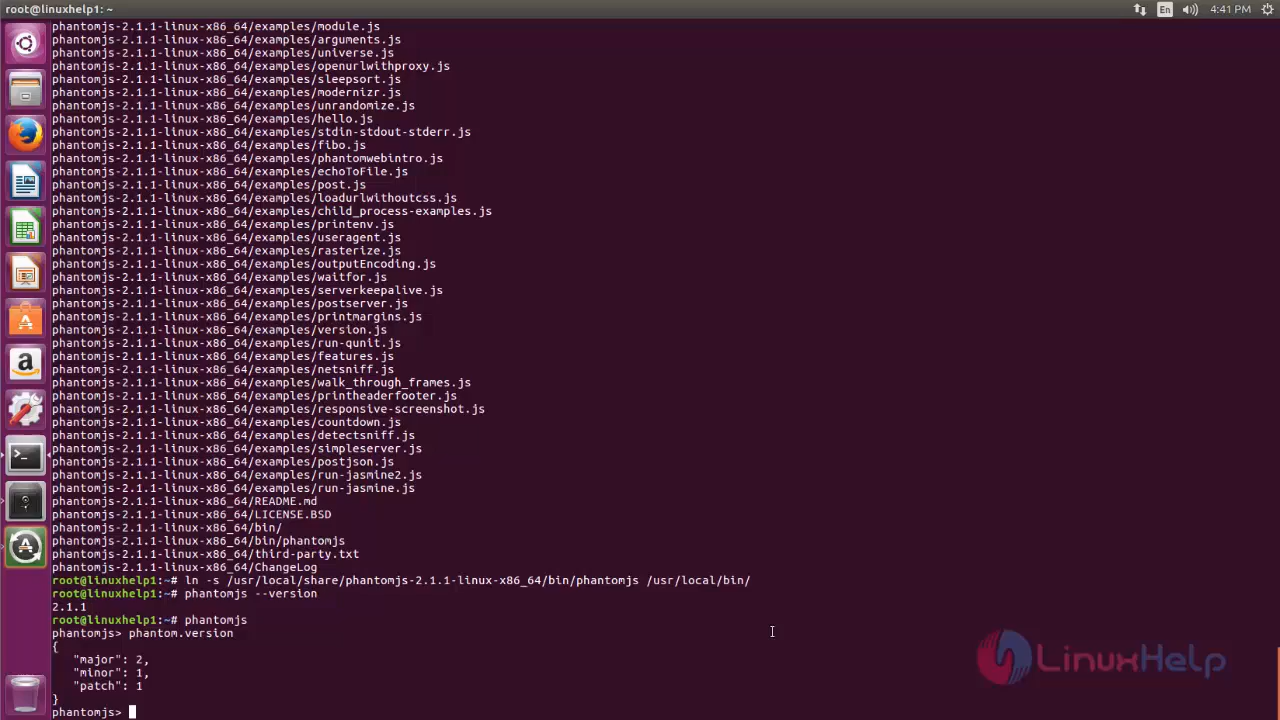 root@linuxhelp1: ~
En
4:41 PM
phantomjs-2.1.1-linux-x86_64/examples/module.js
phantomjs-2.1.1-linux-x86_64/examples/arguments.js
phantomjs-2.1.1-linux-x86_64/examples/universe.js
phantomjs-2.1.1-linux-x86_64/examples/openurlwithproxy.js
phantomjs-2.1.1-linux-x86_64/examples/sleepsort.js
phantomjs-2.1.1-linux-x86_64/examples/modernizr.js
phantomjs-2.1.1-linux-x86_64/examples/unrandomize.js
phantomjs-2.1.1-linux-x86_64/examples/hello.js
phantomjs-2.1.1-linux-x86_64/examples/stdin-stdout-stderr.js
phantomjs-2.1.1-linux-x86_64/examples/fibo.js
phantomjs-2.1.1-linux-x86_64/examples/phantomwebintro.js
phantomjs-2.1.1-linux-x86_64/examples/echoToFile.js
phantomjs-2.1.1-linux-x86_64/examples/post.js
phantomjs-2.1.1-linux-x86_64/examples/loadurlwithoutcss.js
phantomjs-2.1.1-linux-x86_64/examples/child_process-examples.js
phantomjs-2.1.1-linux-x86_64/examples/printenv.js
phantomjs-2.1.1-linux-x86_64/examples/useragent.js
phantomjs-2.1.1-linux-x86_64/examples/rasterize.js
phantomjs-2.1.1-linux-x86_64/examples/outputEncoding.js
phantomjs-2.1.1-linux-x86_64/examples/waitfor.js
phantomjs-2.1.1-linux-x86_64/examples/serverkeepalive.js
phantomjs-2.1.1-linux-x86_64/examples/postserver.js
phantomjs-2.1.1-linux-x86_64/examples/printmargins.js
phantomjs-2.1.1-linux-x86_64/examples/version.js
phantomjs-2.1.1-linux-x86_64/examples/run-qunit.js
phantomjs-2.1.1-linux-x86_64/examples/features.js
phantomjs-2.1.1-linux-x86_64/examples/netsniff.js
phantomjs-2.1.1-linux-x86_64/examples/walk_through_frames.js
phantomjs-2.1.1-linux-x86_64/examples/printheaderfooter.js
phantomjs-2.1.1-linux-x86_64/examples/responsive-screenshot.js
phantomjs-2.1.1-linux-x86_64/examples/countdown.js
phantomjs-2.1.1-linux-x86_64/examples/detectsniff.js
phantomjs-2.1.1-linux-x86_64/examples/simpleserver.js
phantomjs-2.1.1-linux-x86_64/examples/postjson.js
phantomjs-2.1.1-linux-x86_64/examples/run-jasmine2.js
phantomjs-2.1.1-linux-x86_64/examples/run-jasmine.js
phantomjs-2.1.1-linux-x86_64/README.md
phantomjs-2.1.1-linux-x86_64/LICENSE.BSD
phantomjs-2.1.1-linux-x86_64/bin/
phantomjs-2.1.1-linux-x86_64/bin/phantomjs
phantomjs-2.1.1-linux-x86_64/third-party.txt
phantomjs-2.1.1-linux-x86_64/ChangeLog
root@linuxhelp1:~# ln -s /usr/local/share/phantomjs-2.1.1-linux-x86_64/bin/phantomjs /usr/local/bin/
root@linuxhelp1:~# phantomjs --version
2.1.1
root@linuxhelp1:~# phantomjs
phantomjs> phantom.version
{
   "major": 2,
   "minor": 1,
   "patch": 1
}
phantomjs>
LinuxHelp